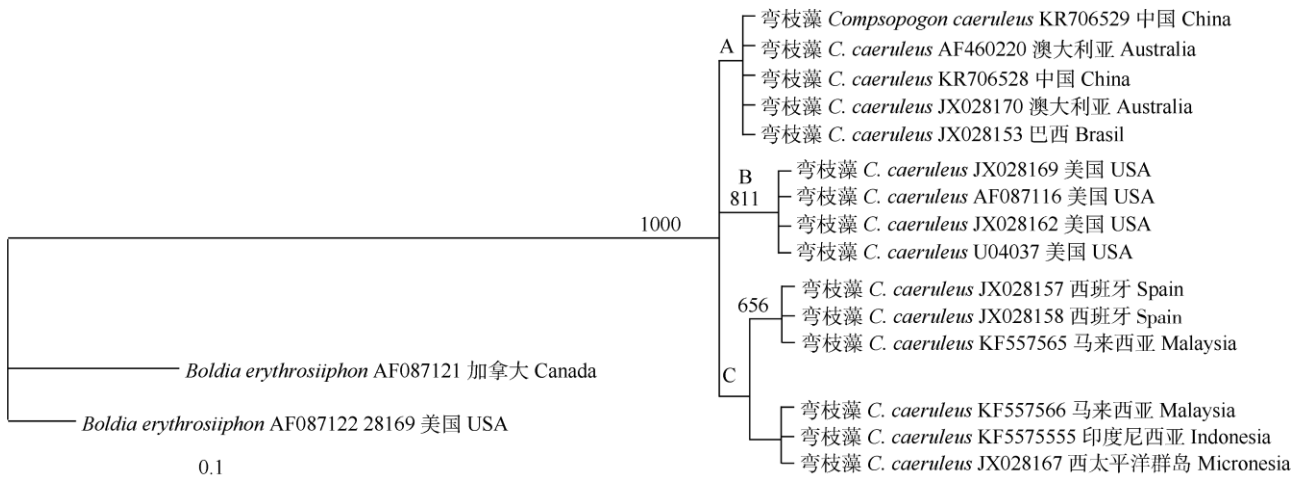 弯枝藻 Compsopogon caeruleus KR706529 中国 China
A
弯枝藻 C. caeruleus AF460220 澳大利亚 Australia
弯枝藻 C. caeruleus KR706528 中国 China
弯枝藻 C. caeruleus JX028170 澳大利亚 Australia
弯枝藻 C. caeruleus JX028153 巴西 Brasil
弯枝藻 C. caeruleus JX028169 美国 USA
B
811
弯枝藻 C. caeruleus AF087116 美国 USA
弯枝藻 C. caeruleus JX028162 美国 USA
1000
弯枝藻 C. caeruleus U04037 美国 USA
弯枝藻 C. caeruleus JX028157 西班牙 Spain
656
弯枝藻 C. caeruleus JX028158 西班牙 Spain
弯枝藻 C. caeruleus KF557565 马来西亚 Malaysia
Boldia erythrosiiphon AF087121 加拿大 Canada
C
弯枝藻 C. caeruleus KF557566 马来西亚 Malaysia
Boldia erythrosiiphon AF087122 28169 美国 USA
弯枝藻 C. caeruleus KF5575555 印度尼西亚 Indonesia
弯枝藻 C. caeruleus JX028167 西太平洋群岛 Micronesia
0.1